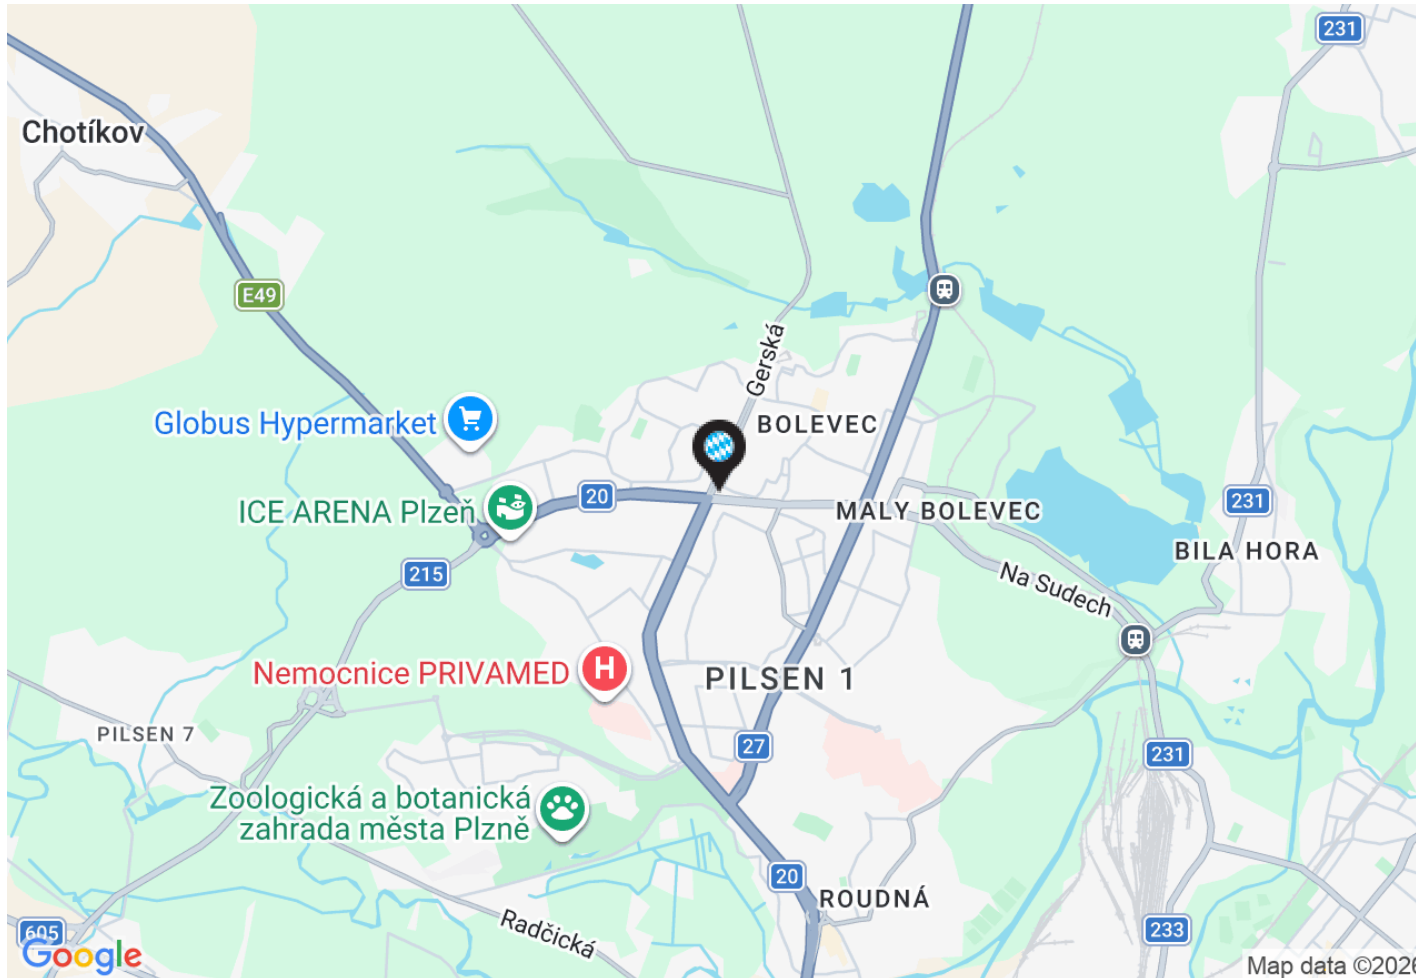 231
Chotíkov
E49
Gerská
Globus Hypermarket
BOLEVEC
20
ICE ARENA Plzeň
MALY BOLEVEC
231
BILA HORA
215
Na Sudech
Nemocnice PRIVAMED
H
PILSEN 1
PILSEN 7
27
231
Zoologická a botanická
zahrada města Plzně
20
ROUDNÁ
Radčická
605
233
Google
Map data ©2026